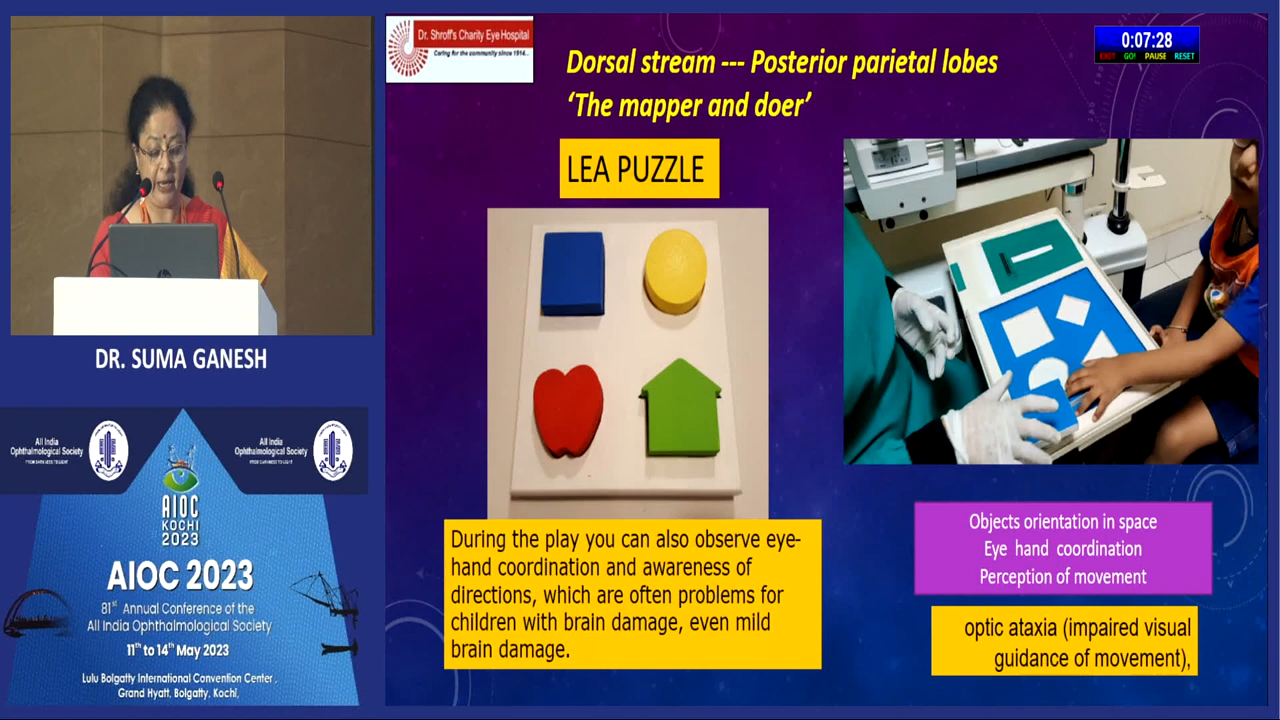 Dr. Shroff's Charity Eye Hospital
Caring for the community since 1914...
Dorsal stream --- Posterior parietal lobes
‘The mapper and doer’
0:07:28
EXIT GO! PAUSE RESET
LEA PUZZLE
During the play you can also observe eye-
hand coordination and awareness of
directions, which are often problems for
children with brain damage, even mild
brain damage.
Objects orientation in space
Eye hand coordination
Perception of movement
optic ataxia (impaired visual
guidance of movement),
DR. SUMA GANESH
All India
Ophthalmological Society
All India
Ophthalmological Society
AIOC
KOCHI
2023
AIOC 2023
81st Annual Conference of the
All India Ophthalmological Society
11th to 14th May 2023
Lulu Bolgatty International Convention Center ,
Grand Hyatt, Bolgatty, Kochi,